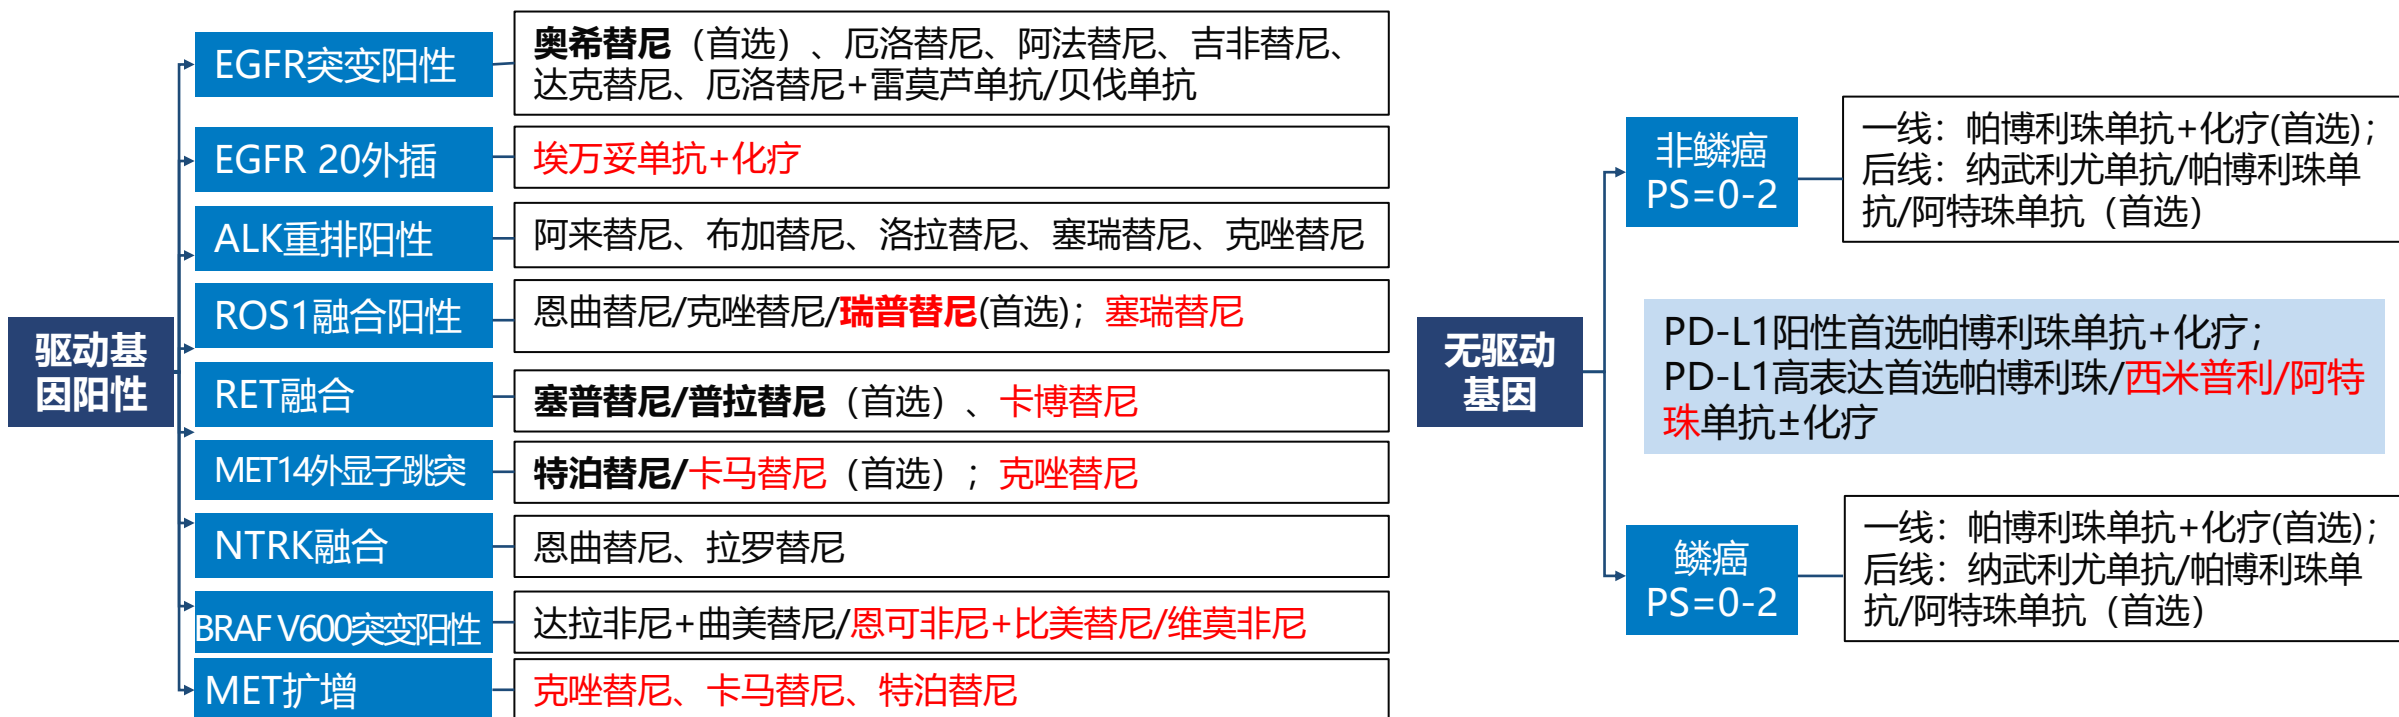 驱动基
因阳性
EGFR突变阳性
奥希替尼（首选）、厄洛替尼、阿法替尼、吉非替尼、
达克替尼、厄洛替尼+雷莫芦单抗/贝伐单抗
EGFR 20外插
埃万妥单抗+化疗
ALK重排阳性
阿来替尼、布加替尼、洛拉替尼、塞瑞替尼、克唑替尼
ROS1融合阳性
恩曲替尼/克唑替尼/瑞普替尼(首选)；塞瑞替尼
RET融合
塞普替尼/普拉替尼（首选）、卡博替尼
MET14外显子跳突
特泊替尼/卡马替尼（首选）；克唑替尼
NTRK融合
恩曲替尼、拉罗替尼
BRAF V600突变阳性
达拉非尼+曲美替尼/恩可非尼+比美替尼/维莫非尼
MET扩增
克唑替尼、卡马替尼、特泊替尼
无驱动
基因
非鳞癌
PS=0-2
一线：帕博利珠单抗+化疗(首选)；
后线：纳武利尤单抗/帕博利珠单
抗/阿特珠单抗（首选）
PD-L1阳性首选帕博利珠单抗+化疗；
PD-L1高表达首选帕博利珠/西米普利/阿特
珠单抗±化疗
鳞癌
PS=0-2
一线：帕博利珠单抗+化疗(首选)；
后线：纳武利尤单抗/帕博利珠单
抗/阿特珠单抗（首选）